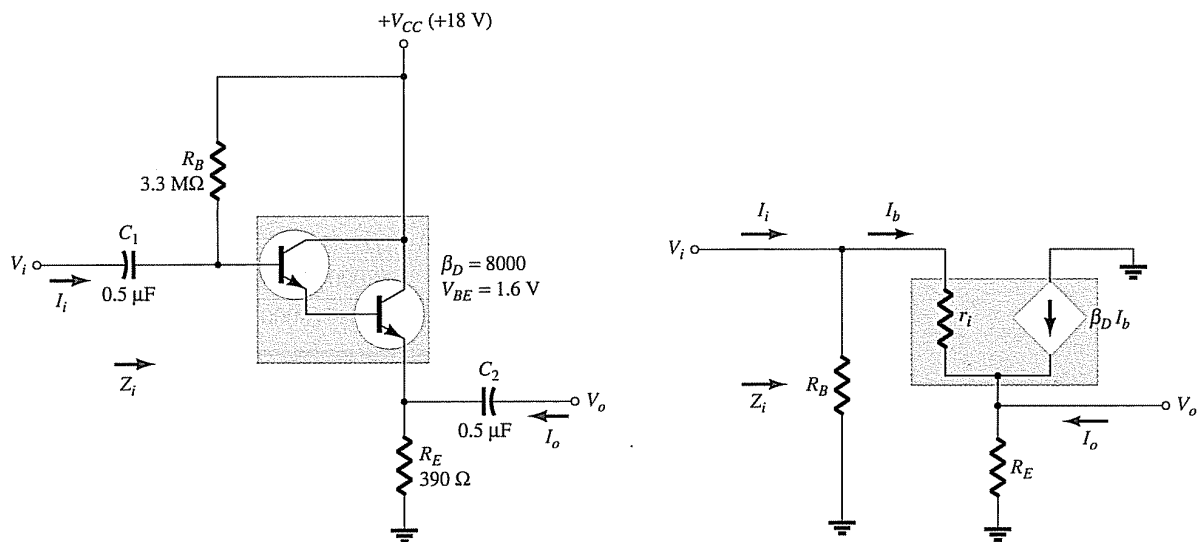 +V_CC (+18 V)
R_B
3.3 MΩ
C_1
V_i
I_i
0.5 μF
β_D = 8000
V_BE = 1.6 V
Z_i
C_2
V_o
0.5 μF
I_o
R_E
390 Ω
I_i
I_b
V_i
r_i
β_D I_b
Z_i
R_B
V_o
I_o
R_E